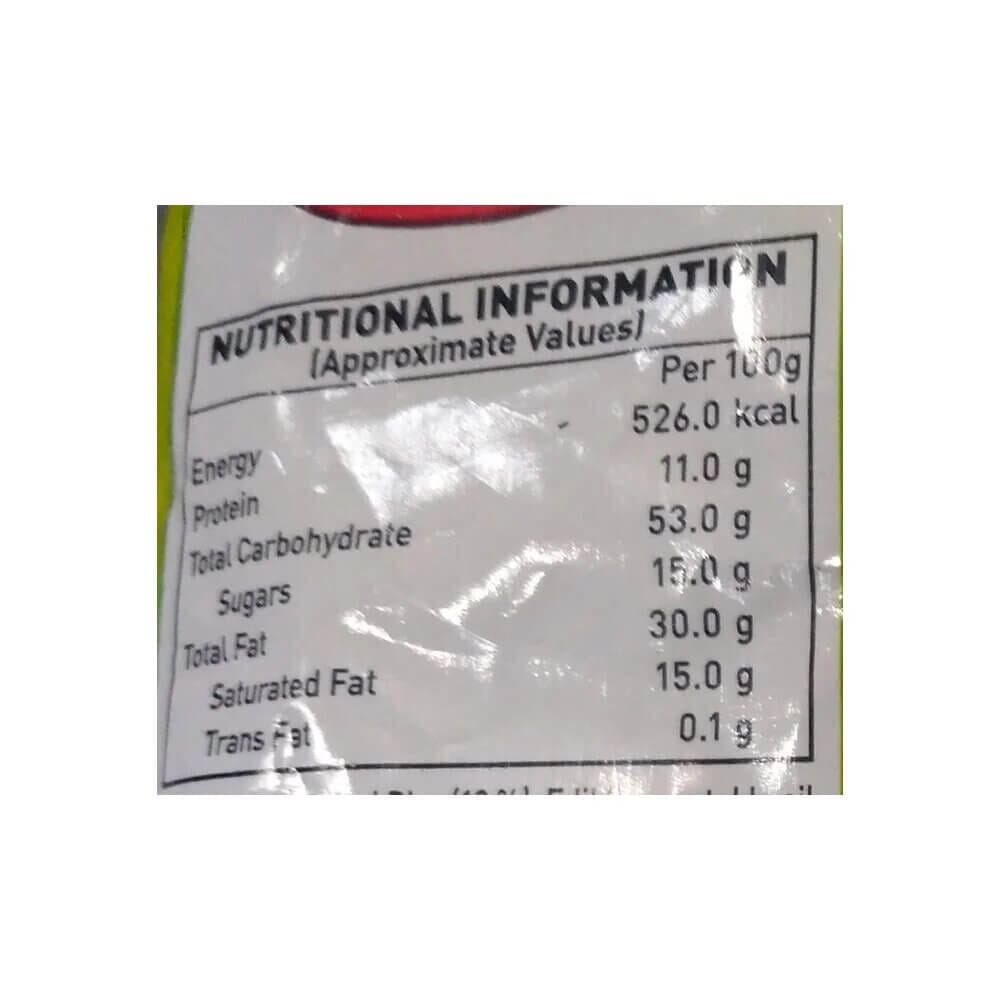 NUTRITIONAL INFORMATION
(Approximate Values)
Per 100g
Energy 526.0 kcal
Protein 11.0 g
Total Carbohydrate 53.0 g
Sugars 15.0 g
Total Fat 30.0 g
Saturated Fat 15.0 g
Trans Fat 0.1 g